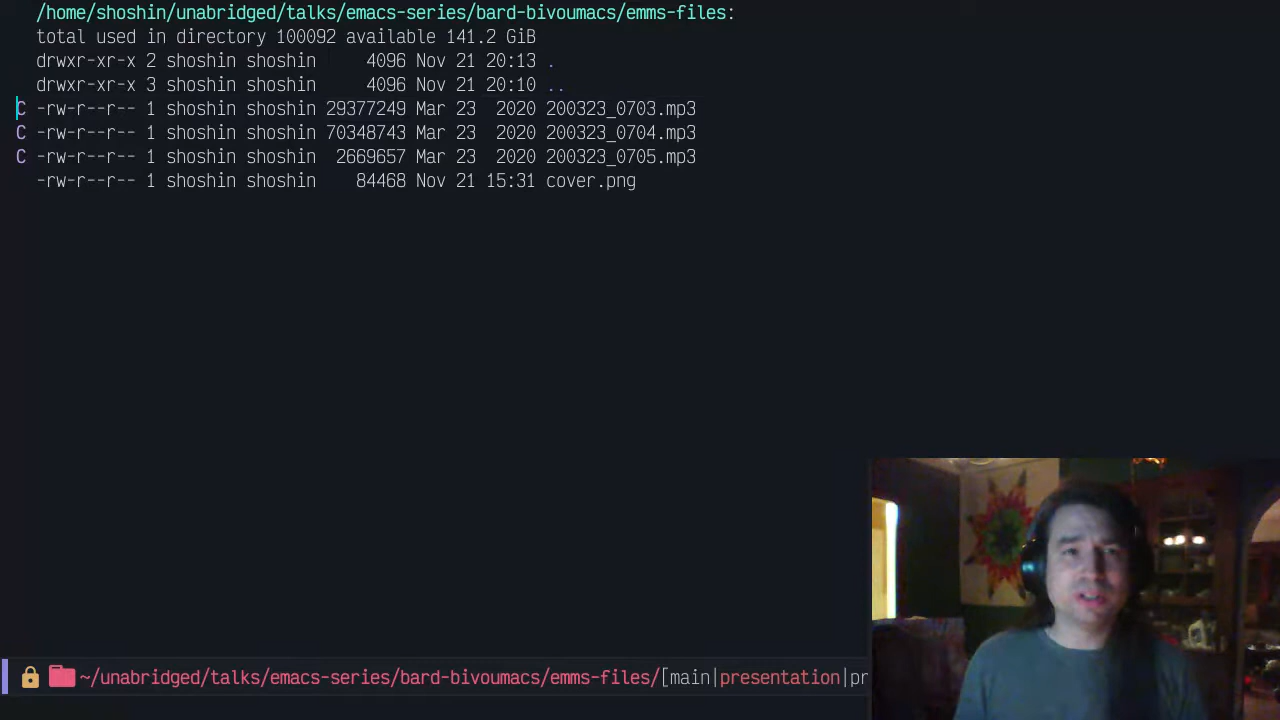 /home/shoshin/unabridged/talks/emacs-series/bard-bivoumacs/emms-files:
total used in directory 100092 available 141.2 GiB
drwxr-xr-x 2 shoshin shoshin 4096 Nov 21 20:13 .
drwxr-xr-x 3 shoshin shoshin 4096 Nov 21 20:10 ..
C -rw-r--r-- 1 shoshin shoshin 29377249 Mar 23 2020 200323_0703.mp3
C -rw-r--r-- 1 shoshin shoshin 70348743 Mar 23 2020 200323_0704.mp3
C -rw-r--r-- 1 shoshin shoshin 2669657 Mar 23 2020 200323_0705.mp3
-rw-r--r-- 1 shoshin shoshin 84468 Nov 21 15:31 cover.png
~/unabridged/talks/emacs-series/bard-bivoumacs/emms-files/[main|presentation|pr